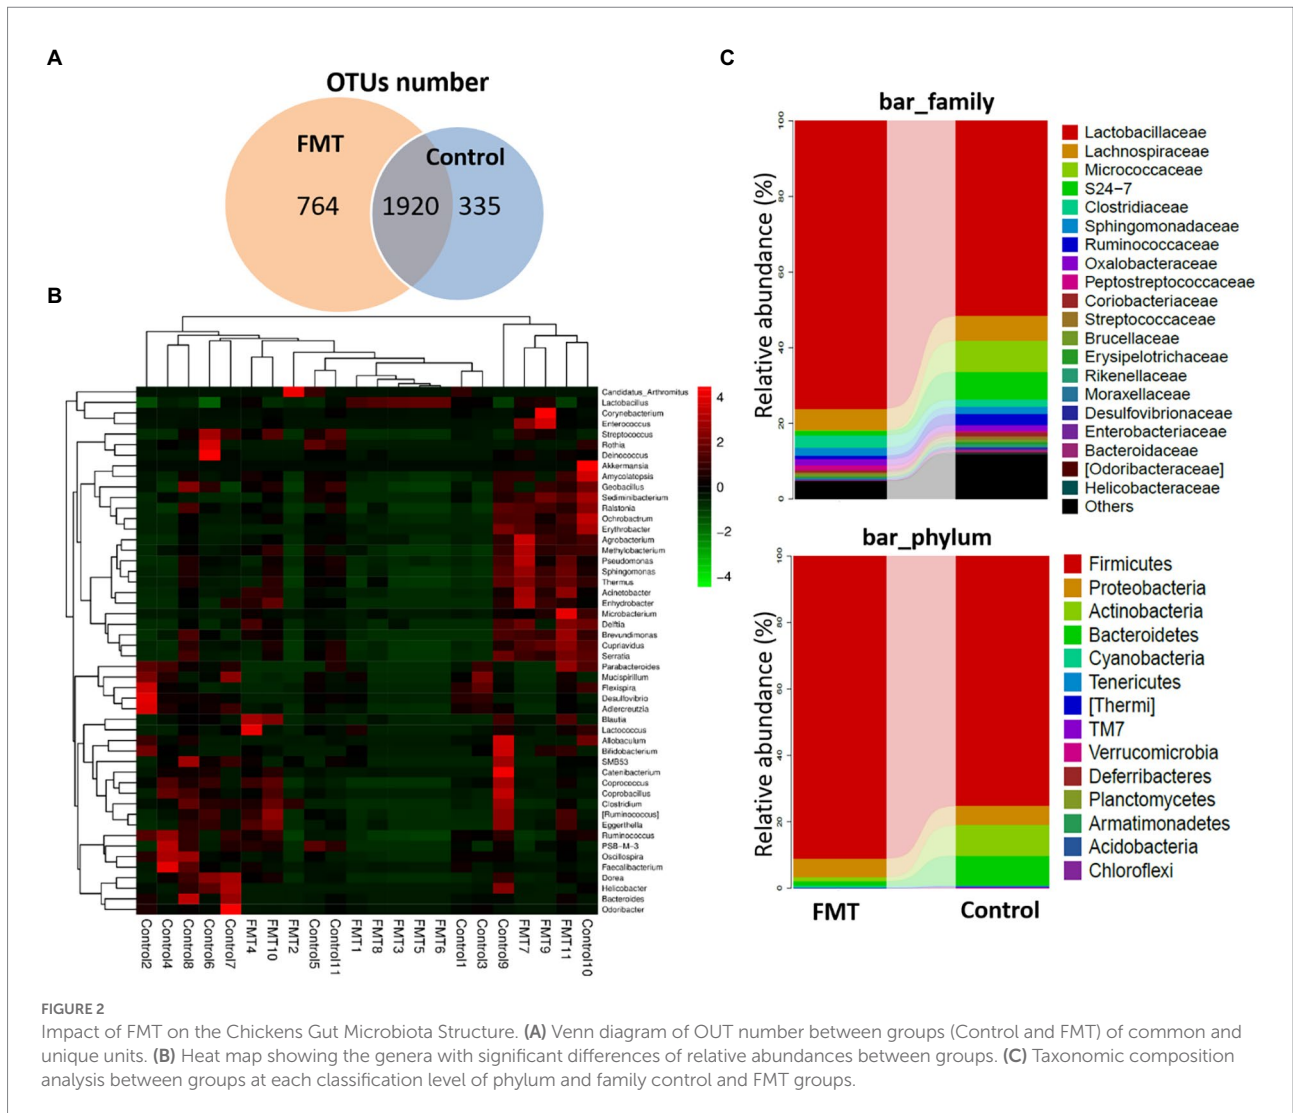 A
OTUs number
FMT
Control
764
1920
335
B
Candidatus_Arthromitus
Lactobacillus
Corynebacterium
Enterococcus
Streptococcus
Rothia
Deinococcus
Akkermansia
Amycolatopsis
Geobacillus
Sediminibacterium
Ralstonia
Ochrobactrum
Erythrobacter
Agrobacterium
Methylobacterium
Pseudomonas
Sphingomonas
Thermus
Acinetobacter
Enhydrobacter
Microbacterium
Delftia
Brevundimonas
Cupriavidus
Serratia
Parabacteroides
Mucispirillum
Flexispira
Desulfovibrio
Adlercreutzia
Blautia
Lactococcus
Allobaculum
Bifidobacterium
SMB53
Catenibacterium
Coprococcus
Coprobacillus
Clostridium
[Ruminococcus]
Eggerthella
Ruminococcus
PSB-M-3
Oscillospira
Faecalibacterium
Dorea
Helicobacter
Bacteroides
Odoribacter
4
2
0
−2
−4
Control2
Control4
Control8
Control6
Control7
FMT4
FMT10
FMT2
Control5
Control11
FMT1
FMT8
FMT3
FMT5
FMT6
Control1
Control3
Control9
FMT7
FMT9
FMT11
Control10
C
bar_family
Relative abundance (%)
100
80
60
40
20
0
Lactobacillaceae
Lachnospiraceae
Micrococcaceae
S24−7
Clostridiaceae
Sphingomonadaceae
Ruminococcaceae
Oxalobacteraceae
Peptostreptococcaceae
Coriobacteriaceae
Streptococcaceae
Brucellaceae
Erysipelotrichaceae
Rikenellaceae
Moraxellaceae
Desulfovibrionaceae
Enterobacteriaceae
Bacteroidaceae
[Odoribacteraceae]
Helicobacteraceae
Others
bar_phylum
Relative abundance (%)
100
80
60
40
20
0
FMT
Control
Firmicutes
Proteobacteria
Actinobacteria
Bacteroidetes
Cyanobacteria
Tenericutes
[Thermi]
TM7
Verrucomicrobia
Deferribacteres
Planctomycetes
Armatimonadetes
Acidobacteria
Chloroflexi
FIGURE 2
Impact of FMT on the Chickens Gut Microbiota Structure. (A) Venn diagram of OUT number between groups (Control and FMT) of common and
unique units. (B) Heat map showing the genera with significant differences of relative abundances between groups. (C) Taxonomic composition
analysis between groups at each classification level of phylum and family control and FMT groups.